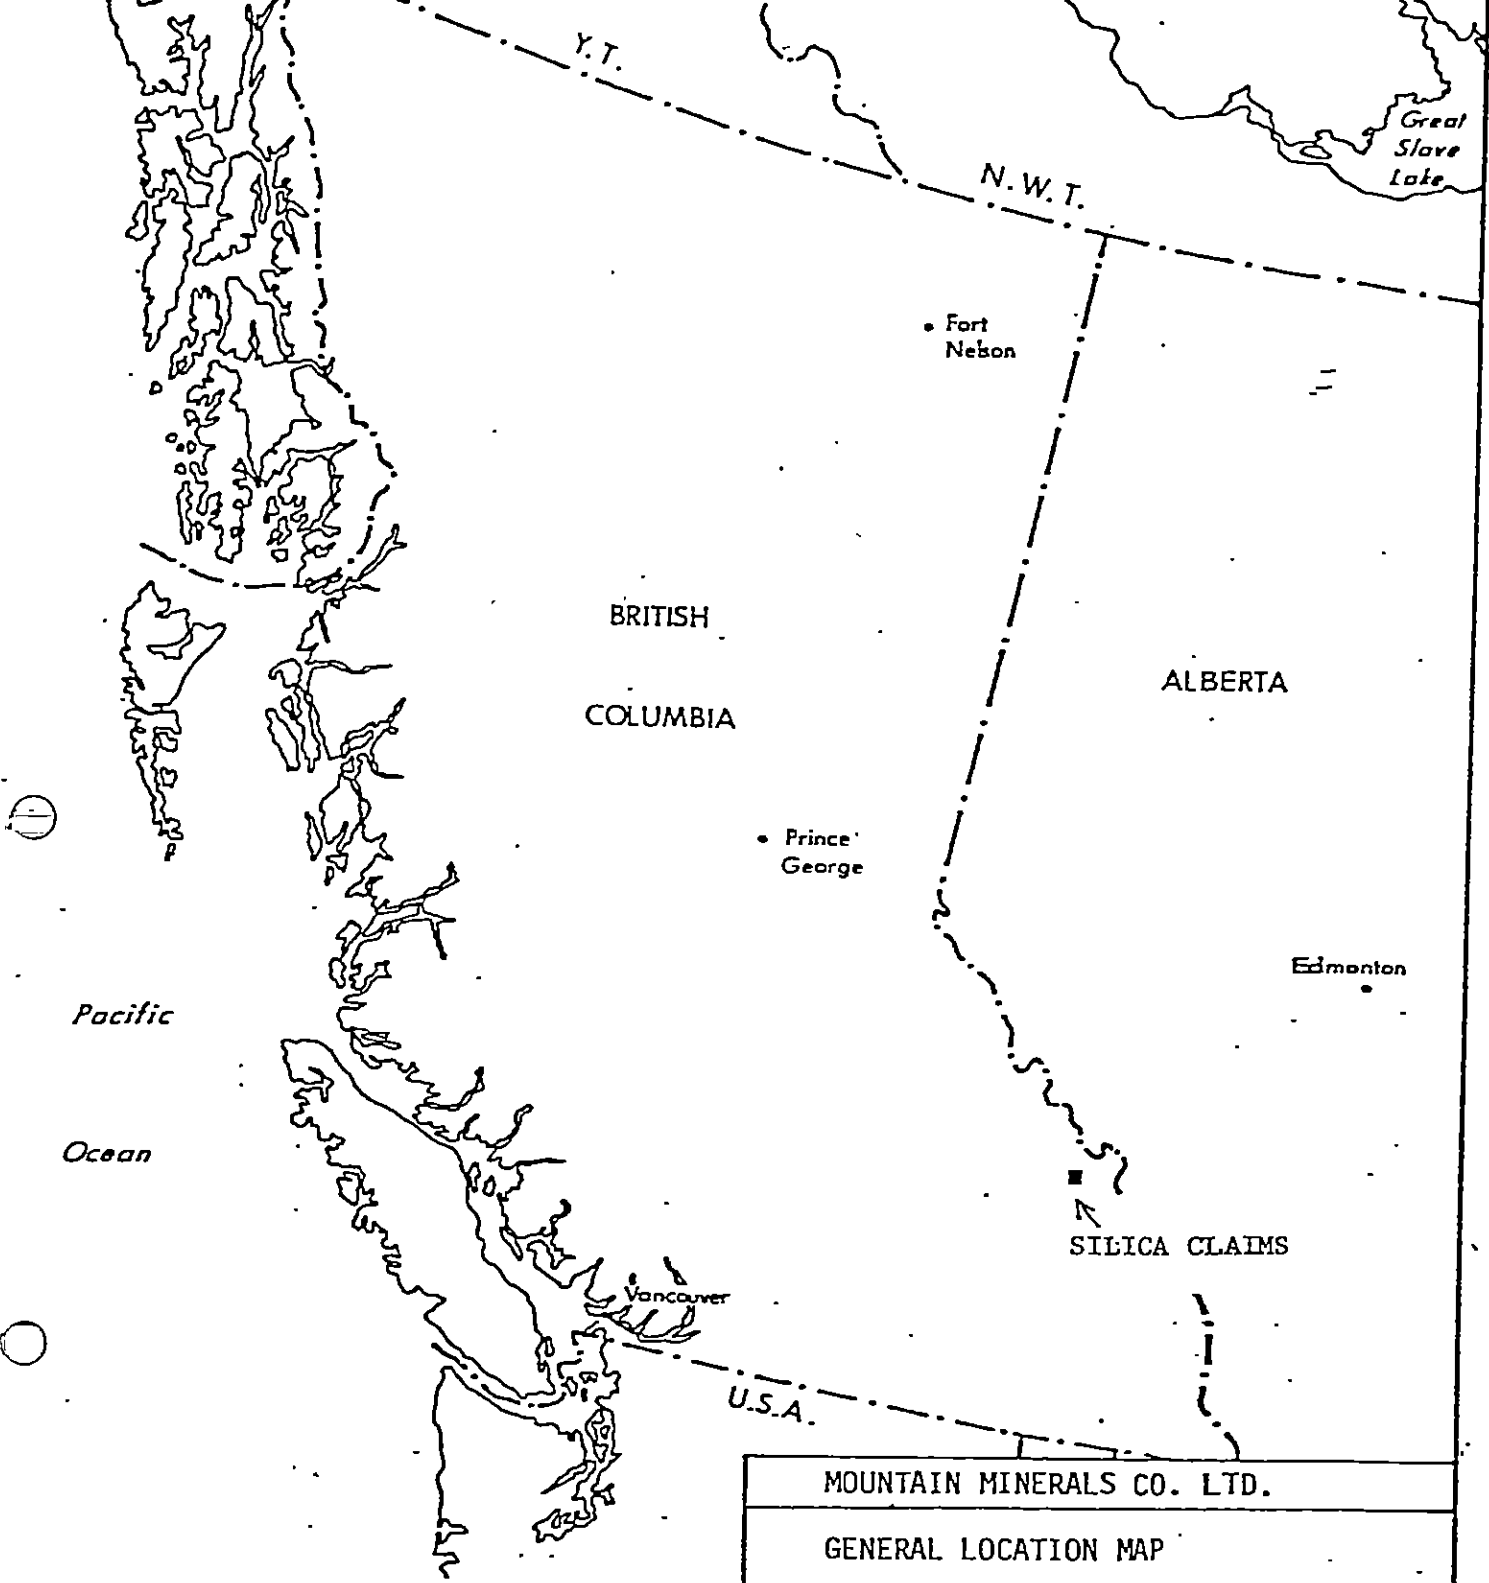 Y.T.
Great
Slave
Lake
N.W.T.
Fort
Nelson
BRITISH
COLUMBIA
ALBERTA
Prince
George
Edmonton
Pacific
Ocean
SILICA CLAIMS
Vancouver
U.S.A.
MOUNTAIN MINERALS CO. LTD.
GENERAL LOCATION MAP